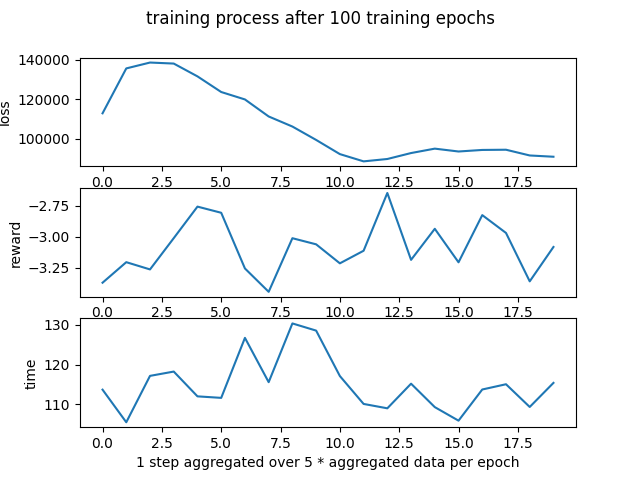 training process after 100 training epochs
140000
120000
100000
loss
0.0 2.5 5.0 7.5 10.0 12.5 15.0 17.5
−2.75
−3.00
−3.25
reward
0.0 2.5 5.0 7.5 10.0 12.5 15.0 17.5
130
120
110
time
0.0 2.5 5.0 7.5 10.0 12.5 15.0 17.5
1 step aggregated over 5 * aggregated data per epoch